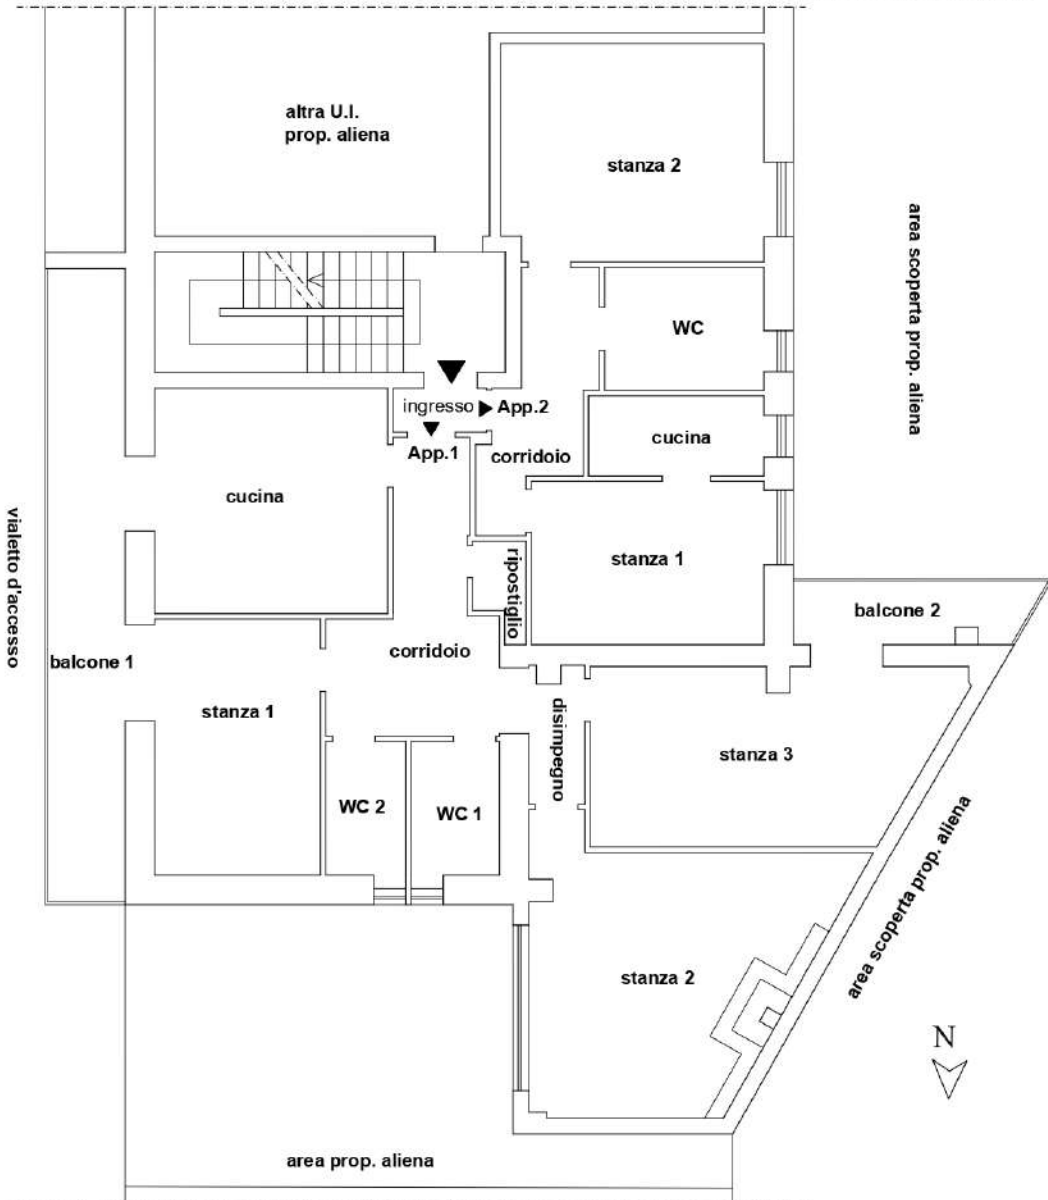 altra U.I.
prop. aliena
stanza 2
area scoperta prop. aliena
WC
ingresso
App.2
App.1
cucina
corridoio
cucina
vialetto d'accesso
stanza 1
ripostiglio
balcone 2
corridoio
balcone 1
stanza 1
disimpegno
stanza 3
WC 2
WC 1
area scoperta prop. aliena
stanza 2
N
area prop. aliena